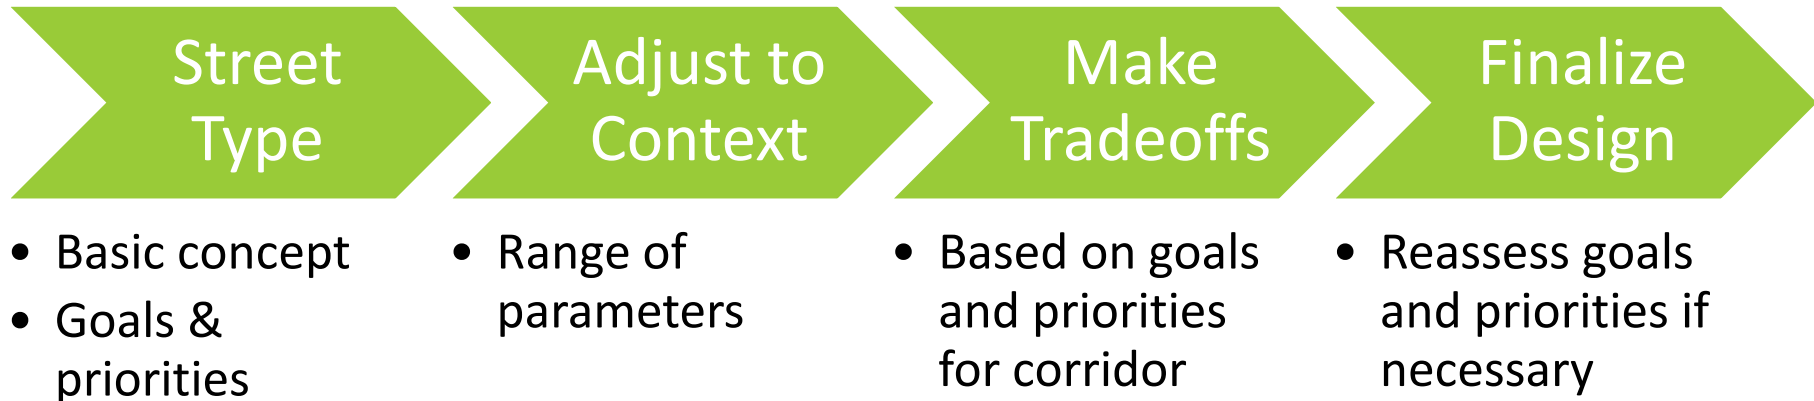 Street
Type
• Basic concept
• Goals &
priorities
Adjust to
Context
• Range of
parameters
Make
Tradeoffs
• Based on goals
and priorities
for corridor
Finalize
Design
• Reassess goals
and priorities if
necessary